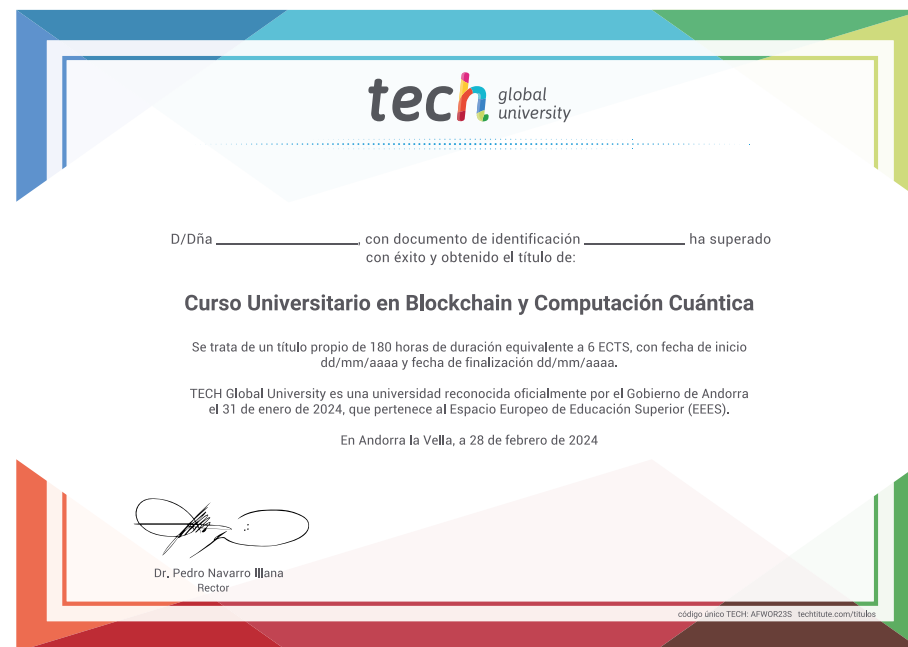 tech global university
D/Dña ____________________, con documento de identificación ______________ ha superado
con éxito y obtenido el título de:
Curso Universitario en Blockchain y Computación Cuántica
Se trata de un título propio de 180 horas de duración equivalente a 6 ECTS, con fecha de inicio
dd/mm/aaaa y fecha de finalización dd/mm/aaaa.
TECH Global University es una universidad reconocida oficialmente por el Gobierno de Andorra
el 31 de enero de 2024, que pertenece al Espacio Europeo de Educación Superior (EEES).
En Andorra la Vella, a 28 de febrero de 2024
Dr. Pedro Navarro Illana
Rector
código único TECH: AFWOR23S techtitute.com/titulos